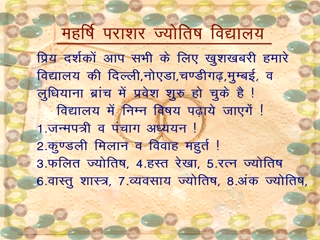 महर्षि पराशर ज्योतिष विद्यालय
प्रिय दर्शकों आप सभी के लिए खुशखबरी हमारे
विद्यालय की दिल्ली,नोएडा,चण्डीगढ़,मुम्बई, व
लुधियाना ब्रांच में प्रवेश शुरु हो चुके है !
विद्यालय में निम्न विषय पढ़ाये जाएगें !
1.जन्मपत्री व पंचाग अध्ययन !
2.कुण्डली मिलान व विवाह महुर्त !
3.फलित ज्योतिष, 4.हस्त रेखा, 5.रत्न ज्योतिष
6.वास्तु शास्त्र, 7.व्यवसाय ज्योतिष, 8.अंक ज्योतिष,